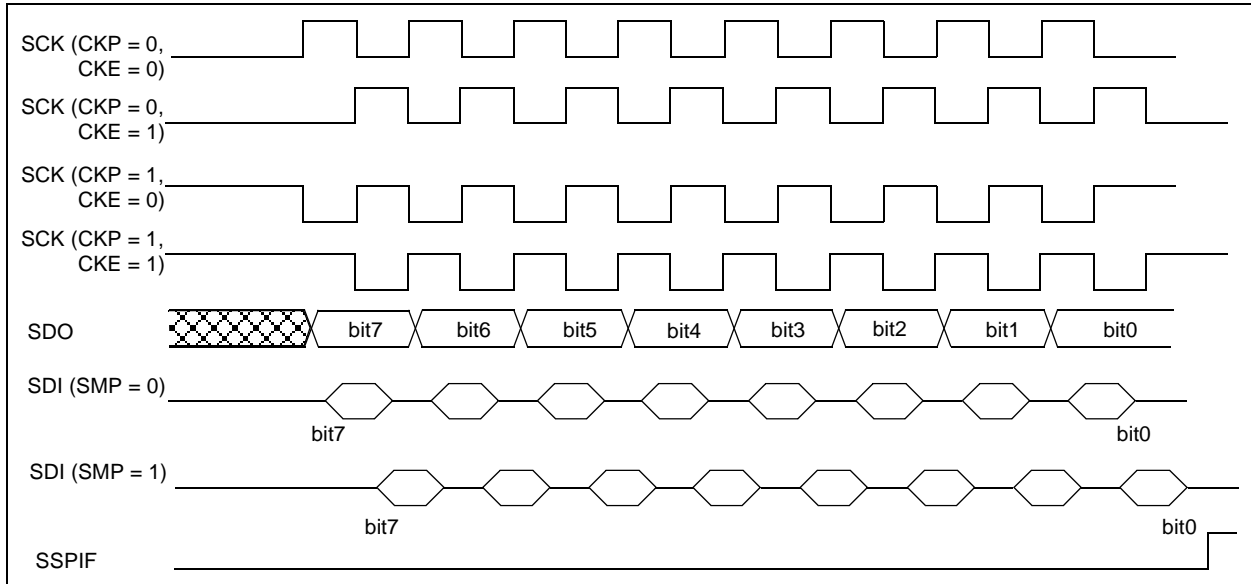 SCK (CKP = 0,
CKE = 0)
SCK (CKP = 0,
CKE = 1)
SCK (CKP = 1,
CKE = 0)
SCK (CKP = 1,
CKE = 1)
SDO bit7 bit6 bit5 bit4 bit3 bit2 bit1 bit0
SDI (SMP = 0)
bit7 bit0
SDI (SMP = 1)
bit7 bit0
SSPIF